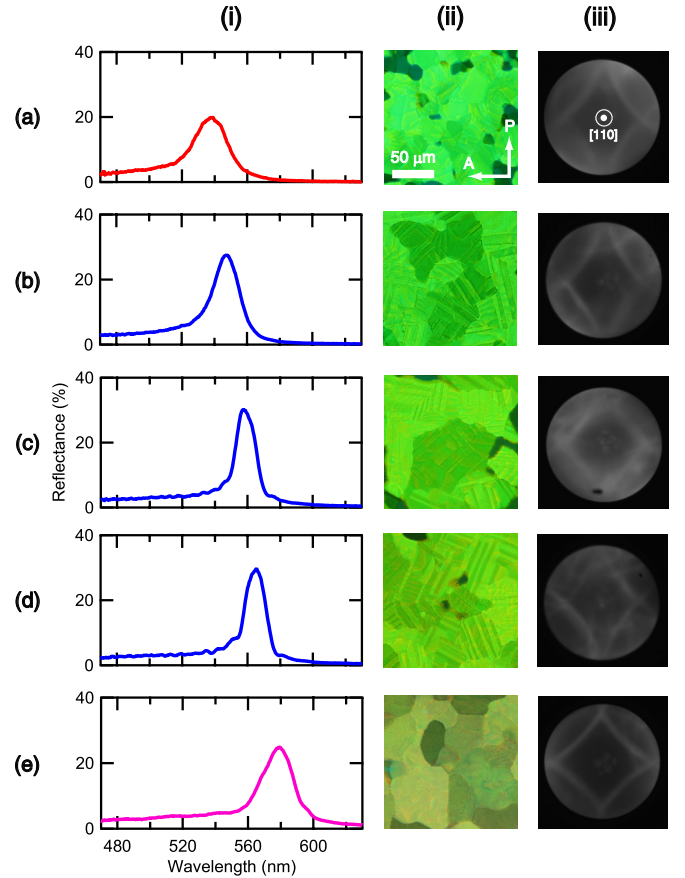 (i) (ii) (iii)
(a)
40
20
0
P
A
50 μm
[110]
(b)
40
20
0
(c)
40
20
0
Reflectance (%)
(d)
40
20
0
(e)
40
20
0
480 520 560 600
Wavelength (nm)